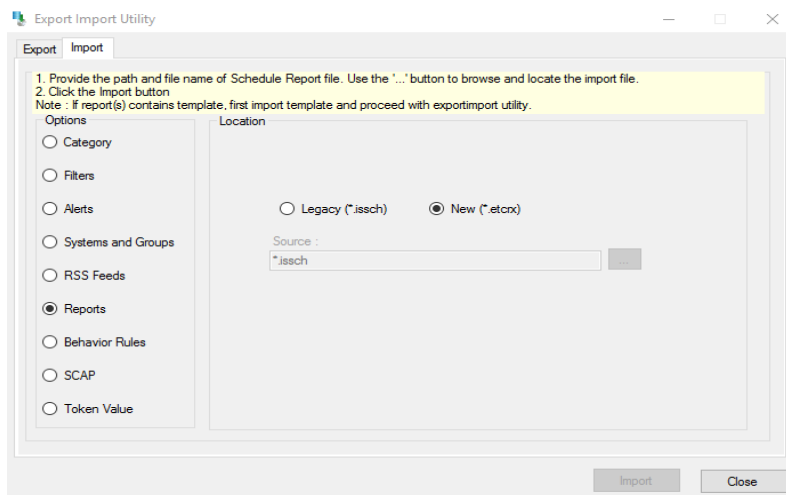 Export Import Utility
Export Import
1. Provide the path and file name of Schedule Report file. Use the '...' button to browse and locate the import file.
2. Click the Import button
Note : If report(s) contains template, first import template and proceed with exportimport utility.
Options
Location
Category
Filters
Alerts
Legacy (*.issch) New (*.etcrx)
Systems and Groups
Source :
*.issch
...
RSS Feeds
Reports
Behavior Rules
SCAP
Token Value
Import Close